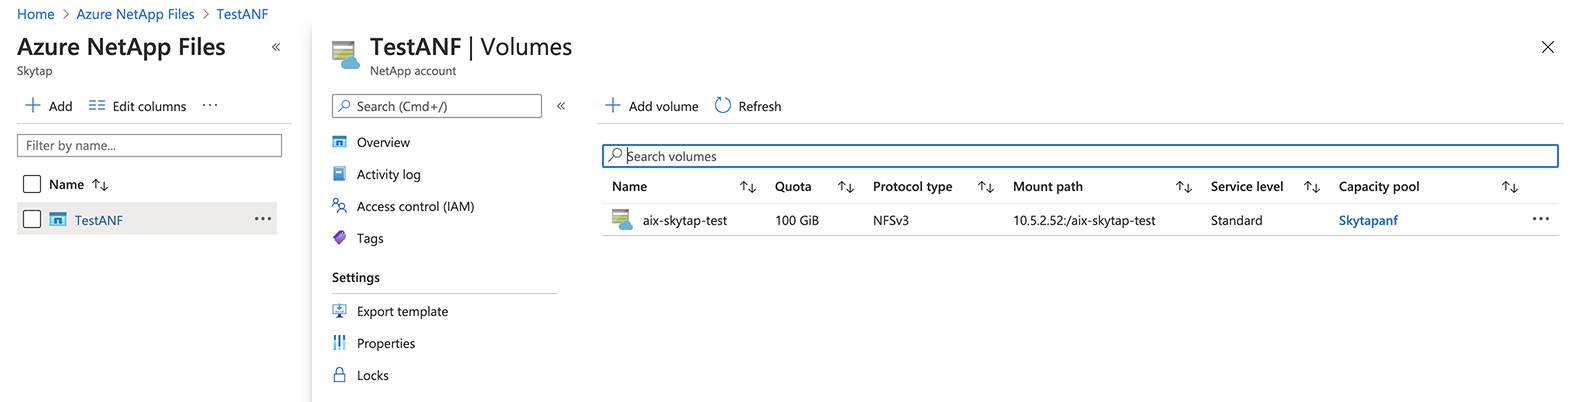 Home > Azure NetApp Files > TestANF
Azure NetApp Files «
Skytap
+ Add Edit columns ···
Filter by name...
Name ↑↓
TestANF ···
TestANF | Volumes
NetApp account
Search (Cmd+/) «
Overview
Activity log
Access control (IAM)
Tags
Settings
Export template
Properties
Locks
+ Add volume Refresh
Search volumes
Name ↑↓ Quota ↑↓ Protocol type ↑↓ Mount path ↑↓ Service level ↑↓ Capacity pool ↑↓
aix-skytap-test 100 GiB NFSv3 10.5.2.52:/aix-skytap-test Standard Skytapanf ···